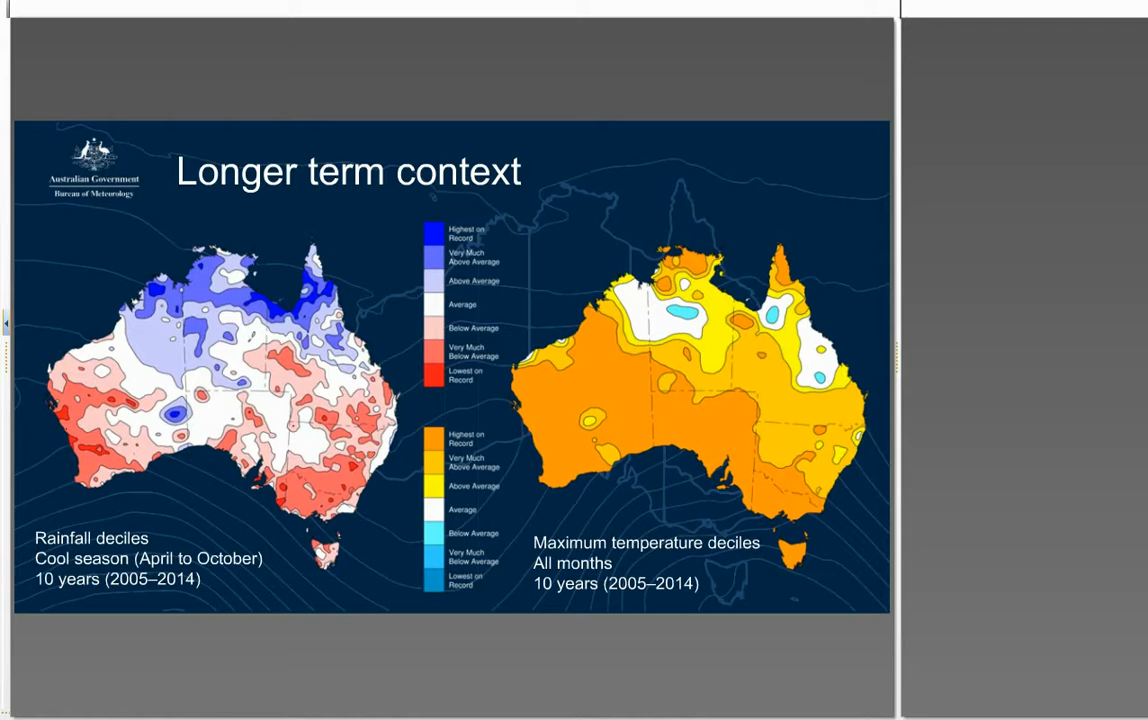 Australian Government
Bureau of Meteorology
Longer term context
Highest on
Record
Very Much
Above Average
Above Average
Average
Below Average
Very Much
Below Average
Lowest on
Record
Highest on
Record
Very Much
Above Average
Above Average
Average
Below Average
Very Much
Below Average
Lowest on
Record
Rainfall deciles
Cool season (April to October)
10 years (2005–2014)
Maximum temperature deciles
All months
10 years (2005–2014)